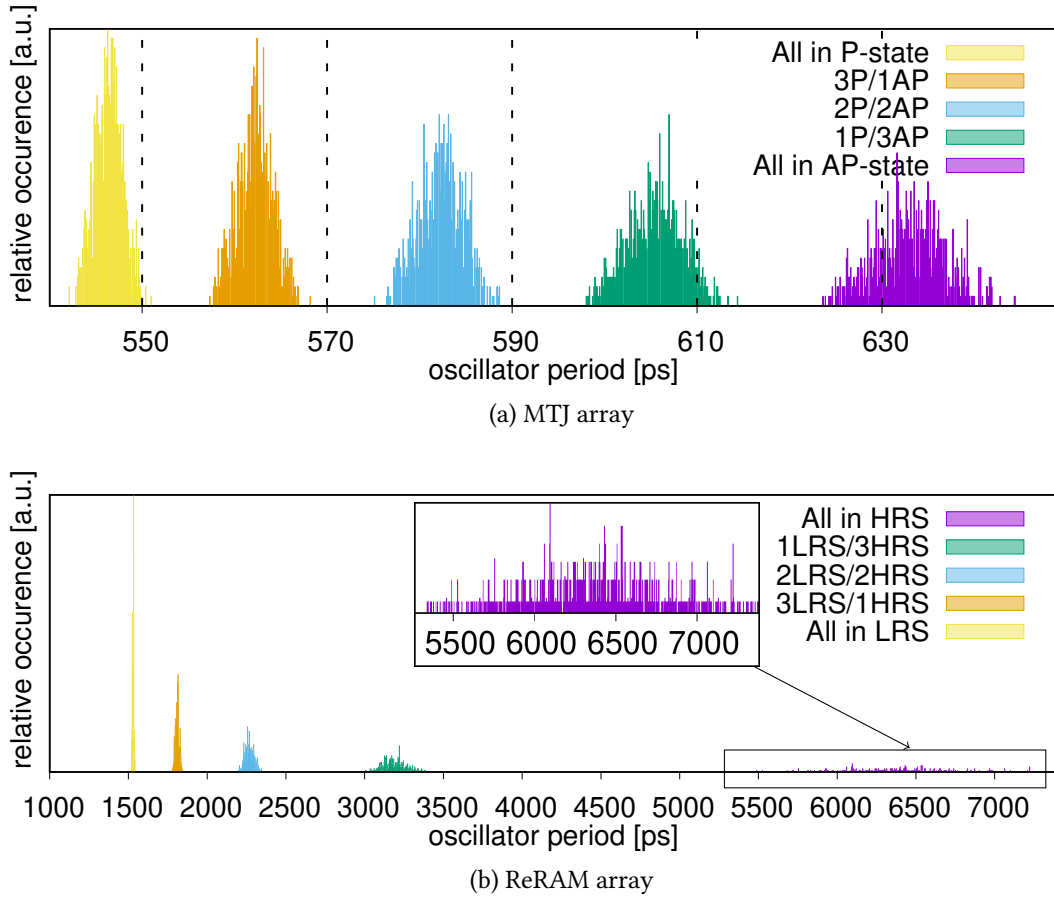 relative occurence [a.u.]
All in P-state
3P/1AP
2P/2AP
1P/3AP
All in AP-state
550 570 590 610 630
oscillator period [ps]
(a) MTJ array
relative occurence [a.u.]
All in HRS
1LRS/3HRS
2LRS/2HRS
3LRS/1HRS
All in LRS
5500 6000 6500 7000
1000 1500 2000 2500 3000 3500 4000 4500 5000 5500 6000 6500 7000
oscillator period [ps]
(b) ReRAM array